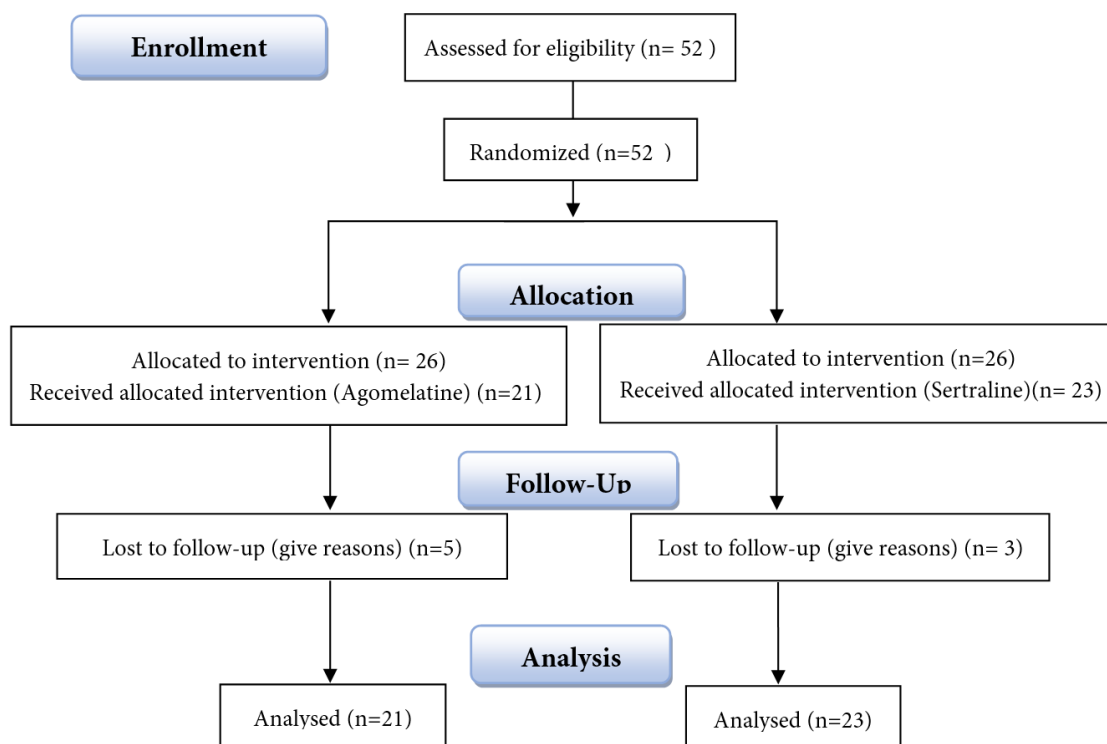 Enrollment
Assessed for eligibility (n= 52 )
Randomized (n=52 )
Allocation
Allocated to intervention (n= 26)
Received allocated intervention (Agomelatine) (n=21)
Allocated to intervention (n=26)
Received allocated intervention (Sertraline)(n= 23)
Follow-Up
Lost to follow-up (give reasons) (n=5)
Lost to follow-up (give reasons) (n= 3)
Analysis
Analysed (n=21)
Analysed (n=23)